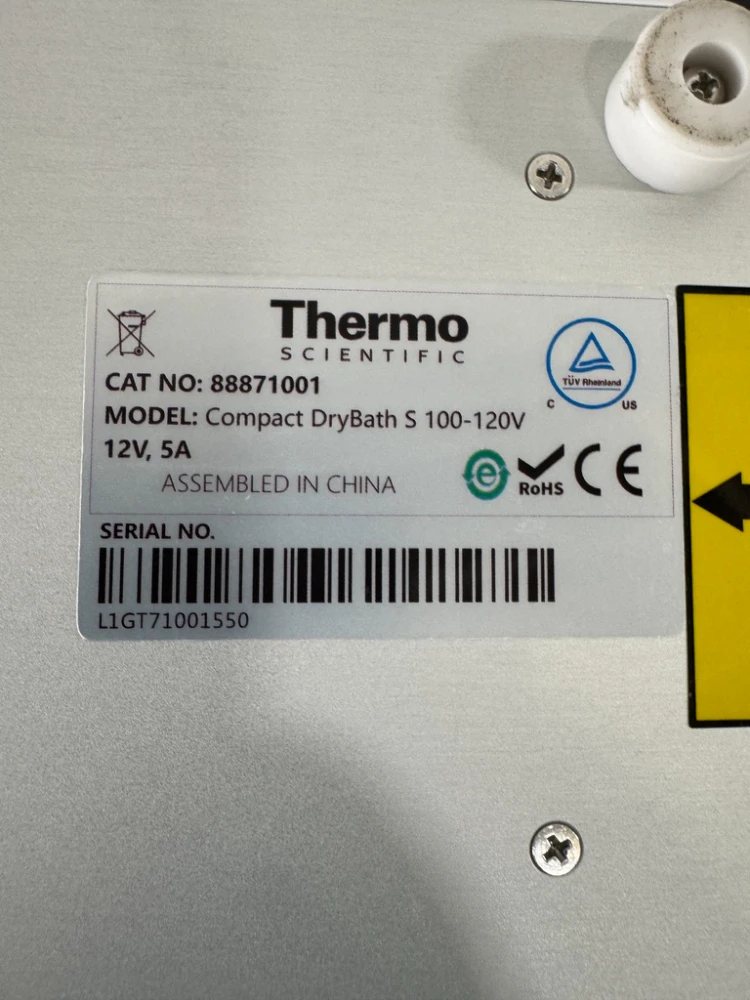 Thermo
SCIENTIFIC
CAT NO: 88871001
MODEL: Compact DryBath S 100-120V
12V, 5A
ASSEMBLED IN CHINA
TÜV Rheinland
C US
e
RoHS
CE
SERIAL NO.
L1GT71001550